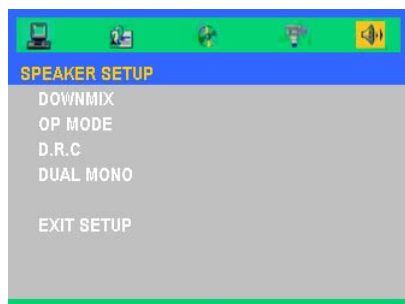 SPEAKER SETUP
DOWNMIX
OP MODE
D.R.C
DUAL MONO
EXIT SETUP